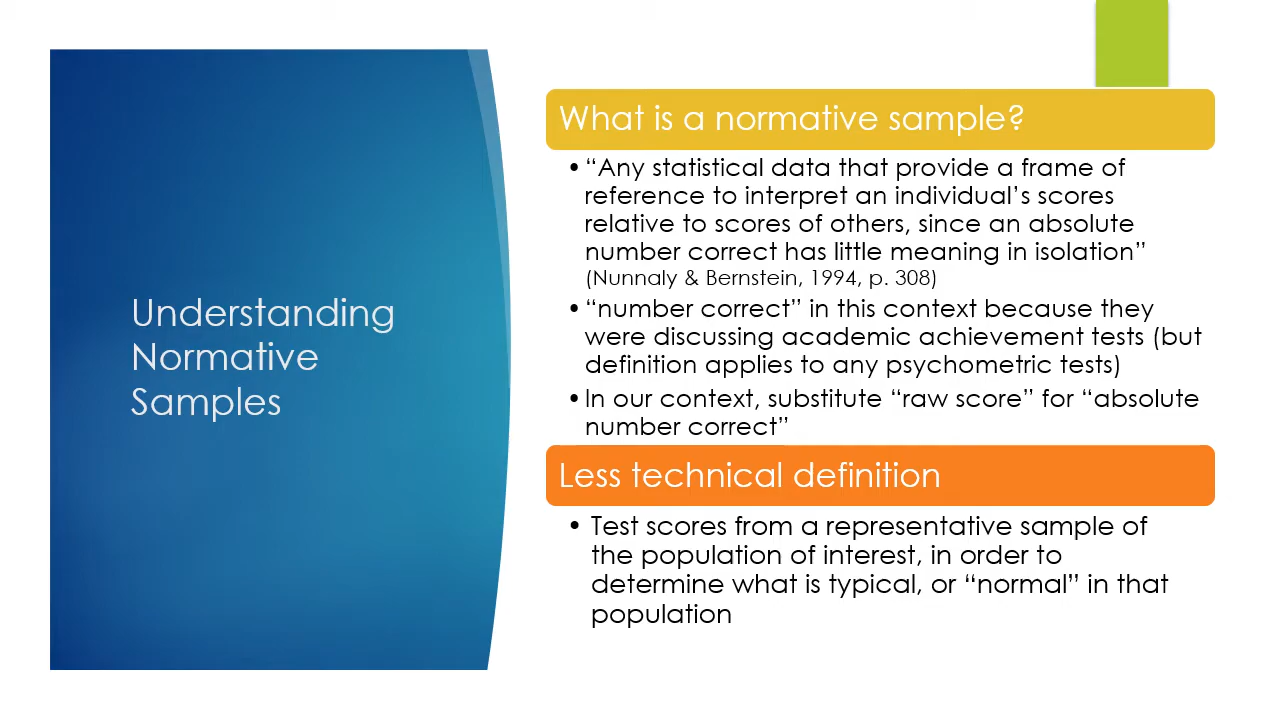 Understanding
Normative
Samples
What is a normative sample?
• “Any statistical data that provide a frame of
reference to interpret an individual’s scores
relative to scores of others, since an absolute
number correct has little meaning in isolation”
(Nunnaly & Bernstein, 1994, p. 308)
• “number correct” in this context because they
were discussing academic achievement tests (but
definition applies to any psychometric tests)
• In our context, substitute “raw score” for “absolute
number correct”
Less technical definition
• Test scores from a representative sample of
the population of interest, in order to
determine what is typical, or “normal” in that
population